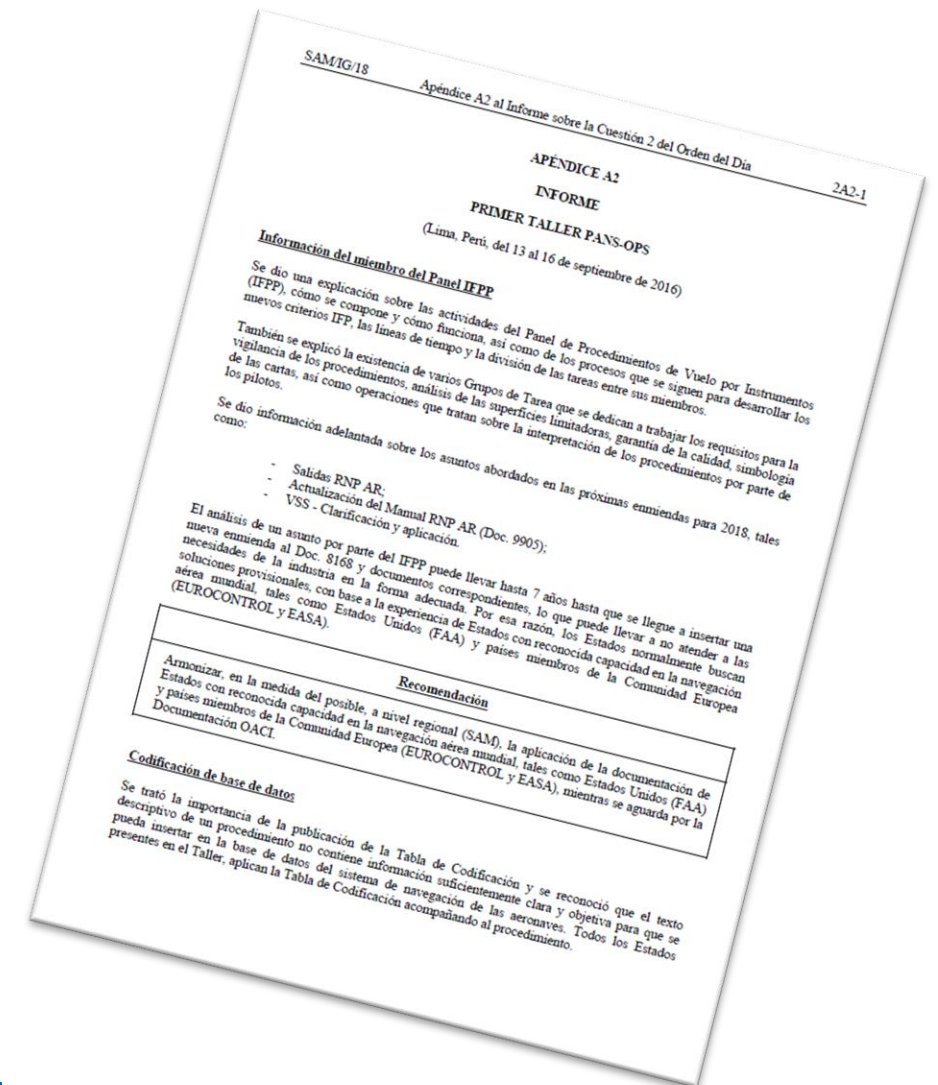 SAM/IG/18 Apéndice A2 al Informe sobre la Cuestión 2 del Orden del Día 2A2-1
APÉNDICE A2
INFORME
PRIMER TALLER PANS-OPS
(Lima, Perú, del 13 al 16 de septiembre de 2016)
Información del miembro del Panel IFPP
Se dio una explicación sobre las actividades del Panel de Procedimientos de Vuelo por Instrumentos
(IFPP), cómo se compone y cómo funciona, así como de los procesos que se siguen para desarrollar los
nuevos criterios IFP, las líneas de tiempo y la división de las tareas entre sus miembros.
También se explicó la existencia de varios Grupos de Tarea que se dedican a trabajar los requisitos para la
vigilancia de los procedimientos, análisis de las superficies limitadoras, garantía de la calidad, simbología
de las cartas, así como operaciones que tratan sobre la interpretación de los procedimientos por parte de
los pilotos.
Se dio información adelantada sobre los asuntos abordados en las próximas enmiendas para 2018, tales
como:
- Salidas RNP AR;
- Actualización del Manual RNP AR (Doc. 9905);
- VSS - Clarificación y aplicación.
El análisis de un asunto por parte del IFPP puede llevar hasta 7 años hasta que se llegue a insertar una
nueva enmienda al Doc. 8168 y documentos correspondientes, lo que puede llevar a no atender a las
necesidades de la industria en la forma adecuada. Por esa razón, los Estados normalmente buscan
soluciones provisionales, con base a la experiencia de Estados con reconocida capacidad en la navegación
aérea mundial, tales como Estados Unidos (FAA) y países miembros de la Comunidad Europea
(EUROCONTROL y EASA).
Recomendación
Armonizar, en la medida del posible, a nivel regional (SAM), la aplicación de la documentación de
Estados con reconocida capacidad en la navegación aérea mundial, tales como Estados Unidos (FAA)
y países miembros de la Comunidad Europea (EUROCONTROL y EASA), mientras se aguarda por la
Documentación OACI.
Codificación de base de datos
Se trató la importancia de la publicación de la Tabla de Codificación y se reconoció que el texto
descriptivo de un procedimiento no contiene información suficientemente clara y objetiva para que se
pueda insertar en la base de datos del sistema de navegación de las aeronaves. Todos los Estados
presentes en el Taller, aplican la Tabla de Codificación acompañando al procedimiento.